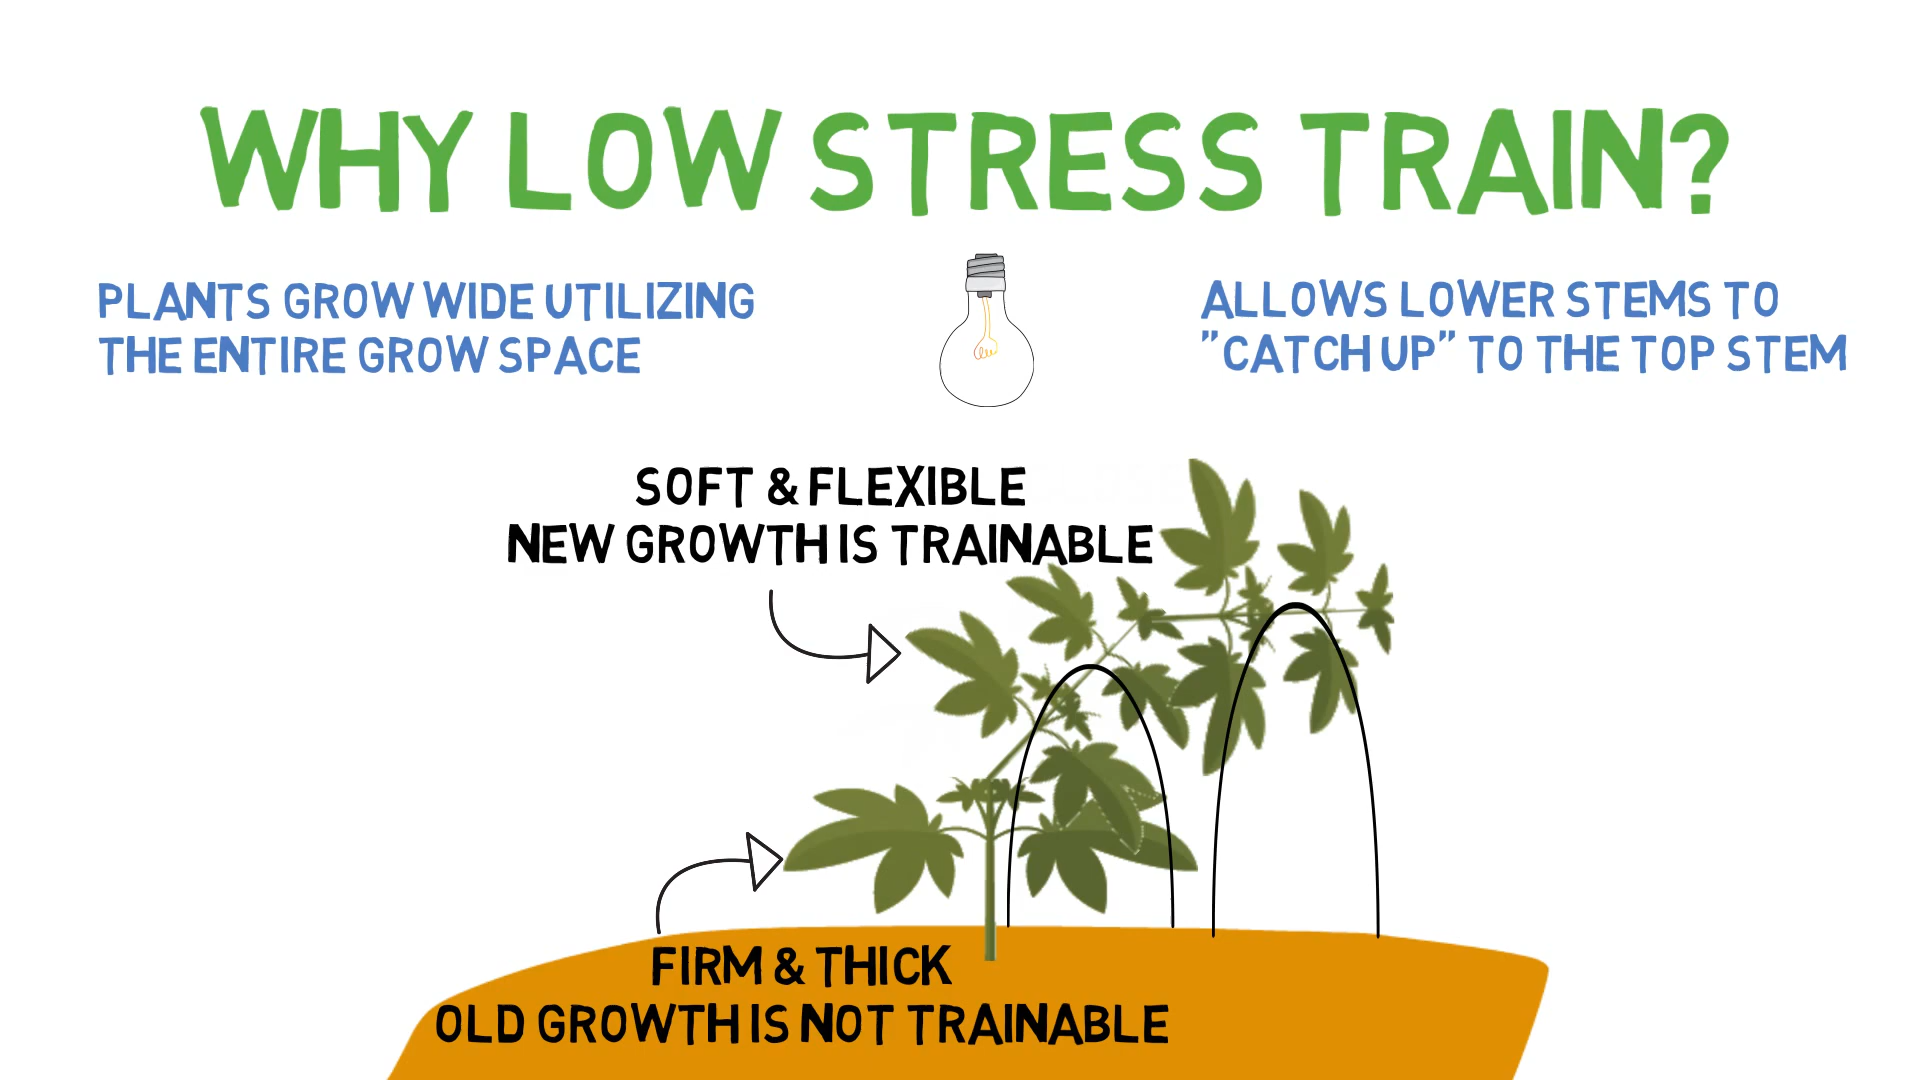 WHY LOW STRESS TRAIN?
PLANTS GROW WIDE UTILIZING
THE ENTIRE GROW SPACE
ALLOWS LOWER STEMS TO
"CATCH UP" TO THE TOP STEM
SOFT & FLEXIBLE
NEW GROWTH IS TRAINABLE
FIRM & THICK
OLD GROWTH IS NOT TRAINABLE